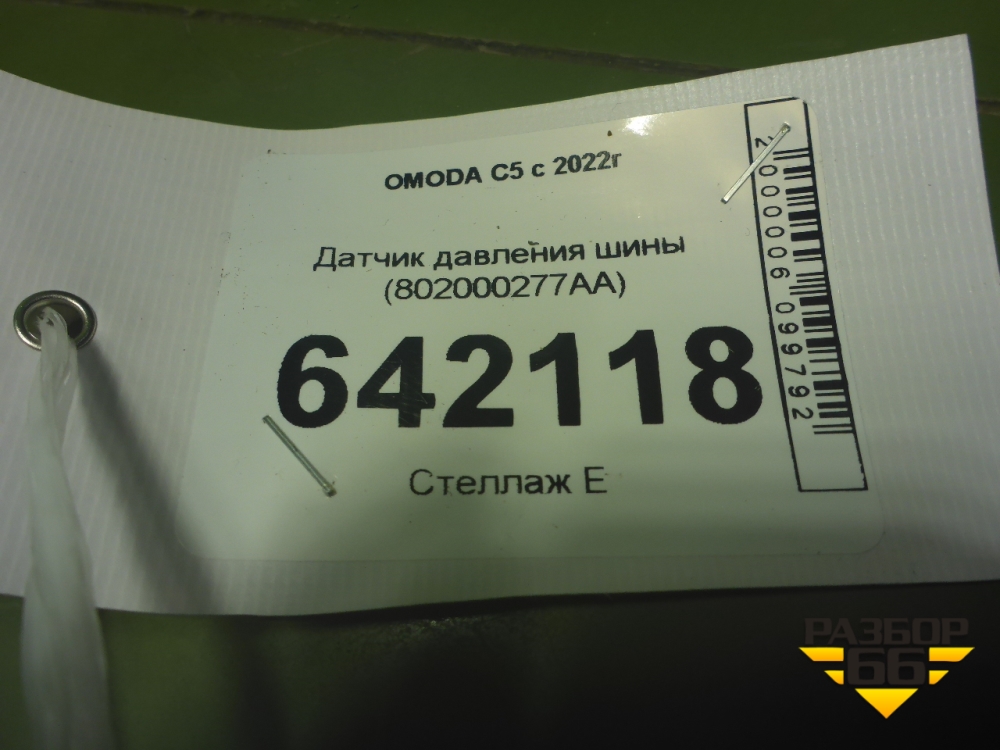 OMODA C5 с 2022г
Датчик давления шины
(802000277AA)
642118
Стеллаж Е
2000006099792
РАЗБОР
66